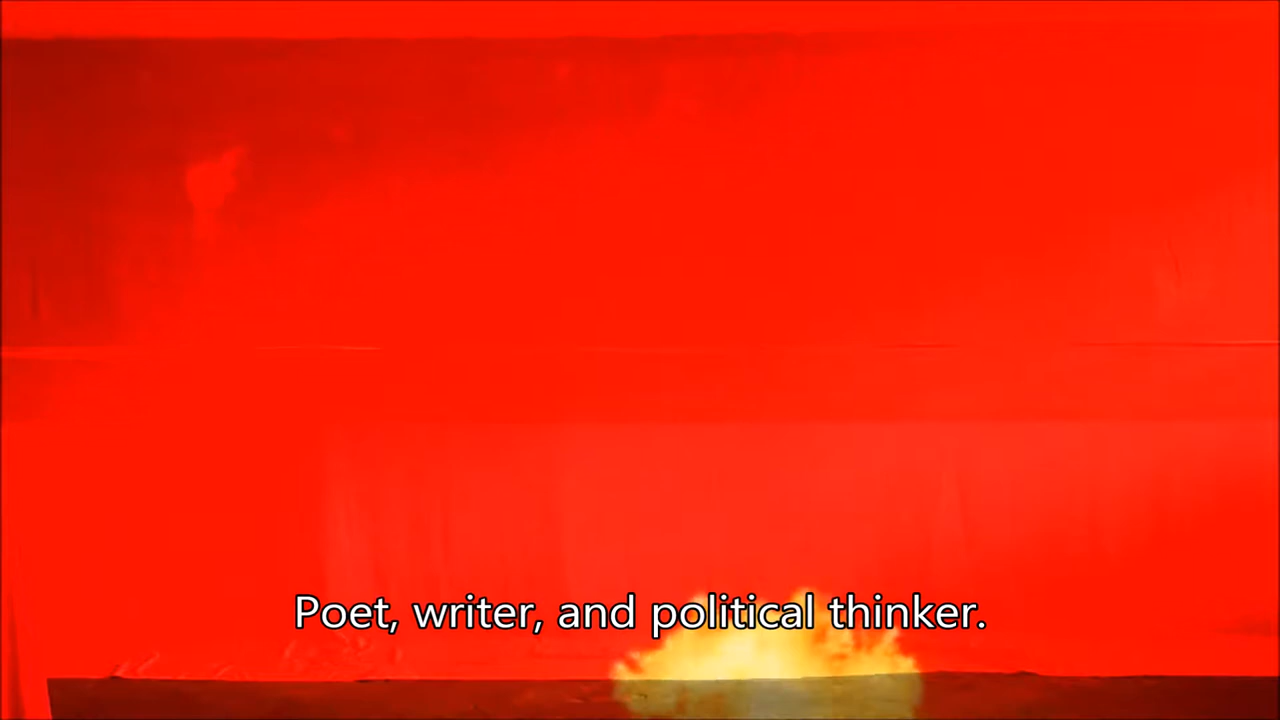 Poet, writer, and political thinker.